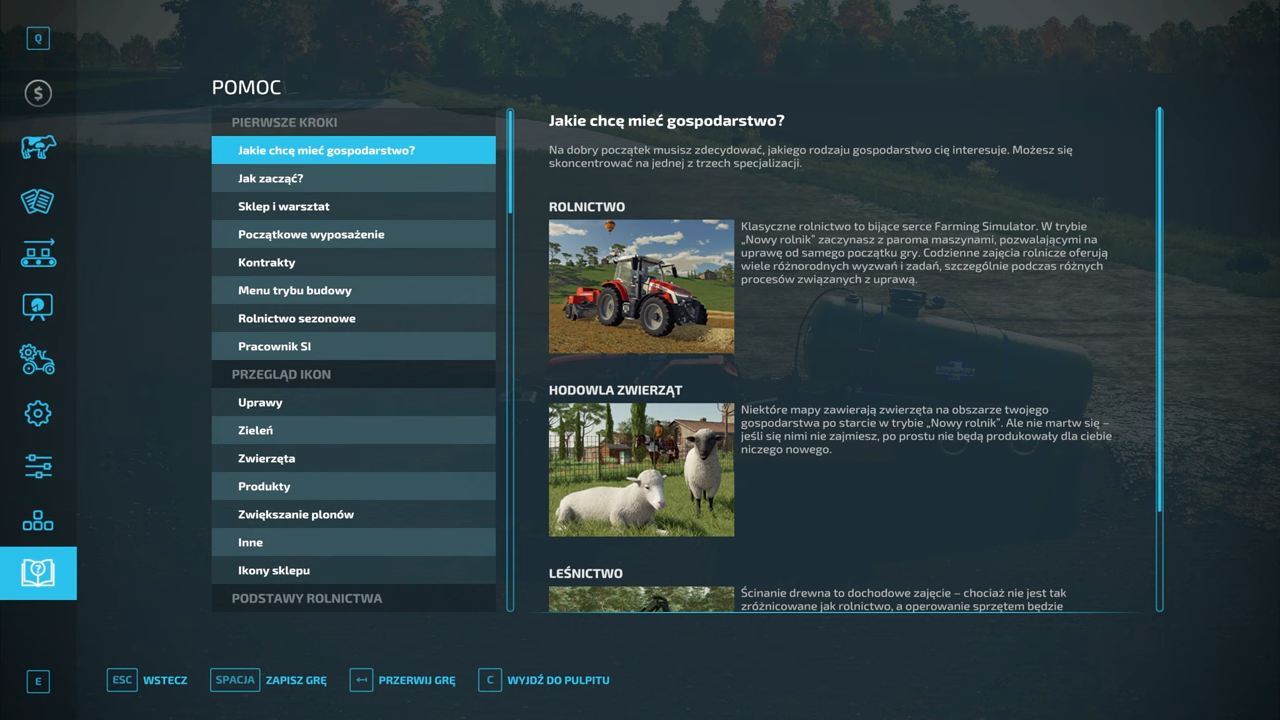 Q
POMOC
PIERWSZE KROKI
Jakie chcę mieć gospodarstwo?
Jak zacząć?
Sklep i warsztat
Początkowe wyposażenie
Kontrakty
Menu trybu budowy
Rolnictwo sezonowe
Pracownik SI
PRZEGLĄD IKON
Uprawy
Zieleń
Zwierzęta
Produkty
Zwiększanie plonów
Inne
Ikony sklepu
PODSTAWY ROLNICTWA
Jakie chcę mieć gospodarstwo?
Na dobry początek musisz zdecydować, jakiego rodzaju gospodarstwo cię interesuje. Możesz się
skoncentrować na jednej z trzech specjalizacji.
ROLNICTWO
Klasyczne rolnictwo to bijące serce Farming Simulator. W trybie
„Nowy rolnik” zaczynasz z paroma maszynami, pozwalającymi na
uprawę od samego początku gry. Codzienne zajęcia rolnicze oferują
wiele różnorodnych wyzwań i zadań, szczególnie podczas różnych
procesów związanych z uprawą.
HODOWLA ZWIERZĄT
Niektóre mapy zawierają zwierzęta na obszarze twojego
gospodarstwa po starcie w trybie „Nowy rolnik”. Ale nie martw się –
jeśli się nimi nie zajmiesz, po prostu nie będą produkowały dla ciebie
niczego nowego.
LEŚNICTWO
Ścinanie drewna to dochodowe zajęcie – chociaż nie jest tak
zróżnicowane jak rolnictwo, a operowanie sprzętem będzie
E
ESC WSTECZ
SPACJA ZAPISZ GRĘ
PRZERWIJ GRĘ
C WYJDŹ DO PULPITU